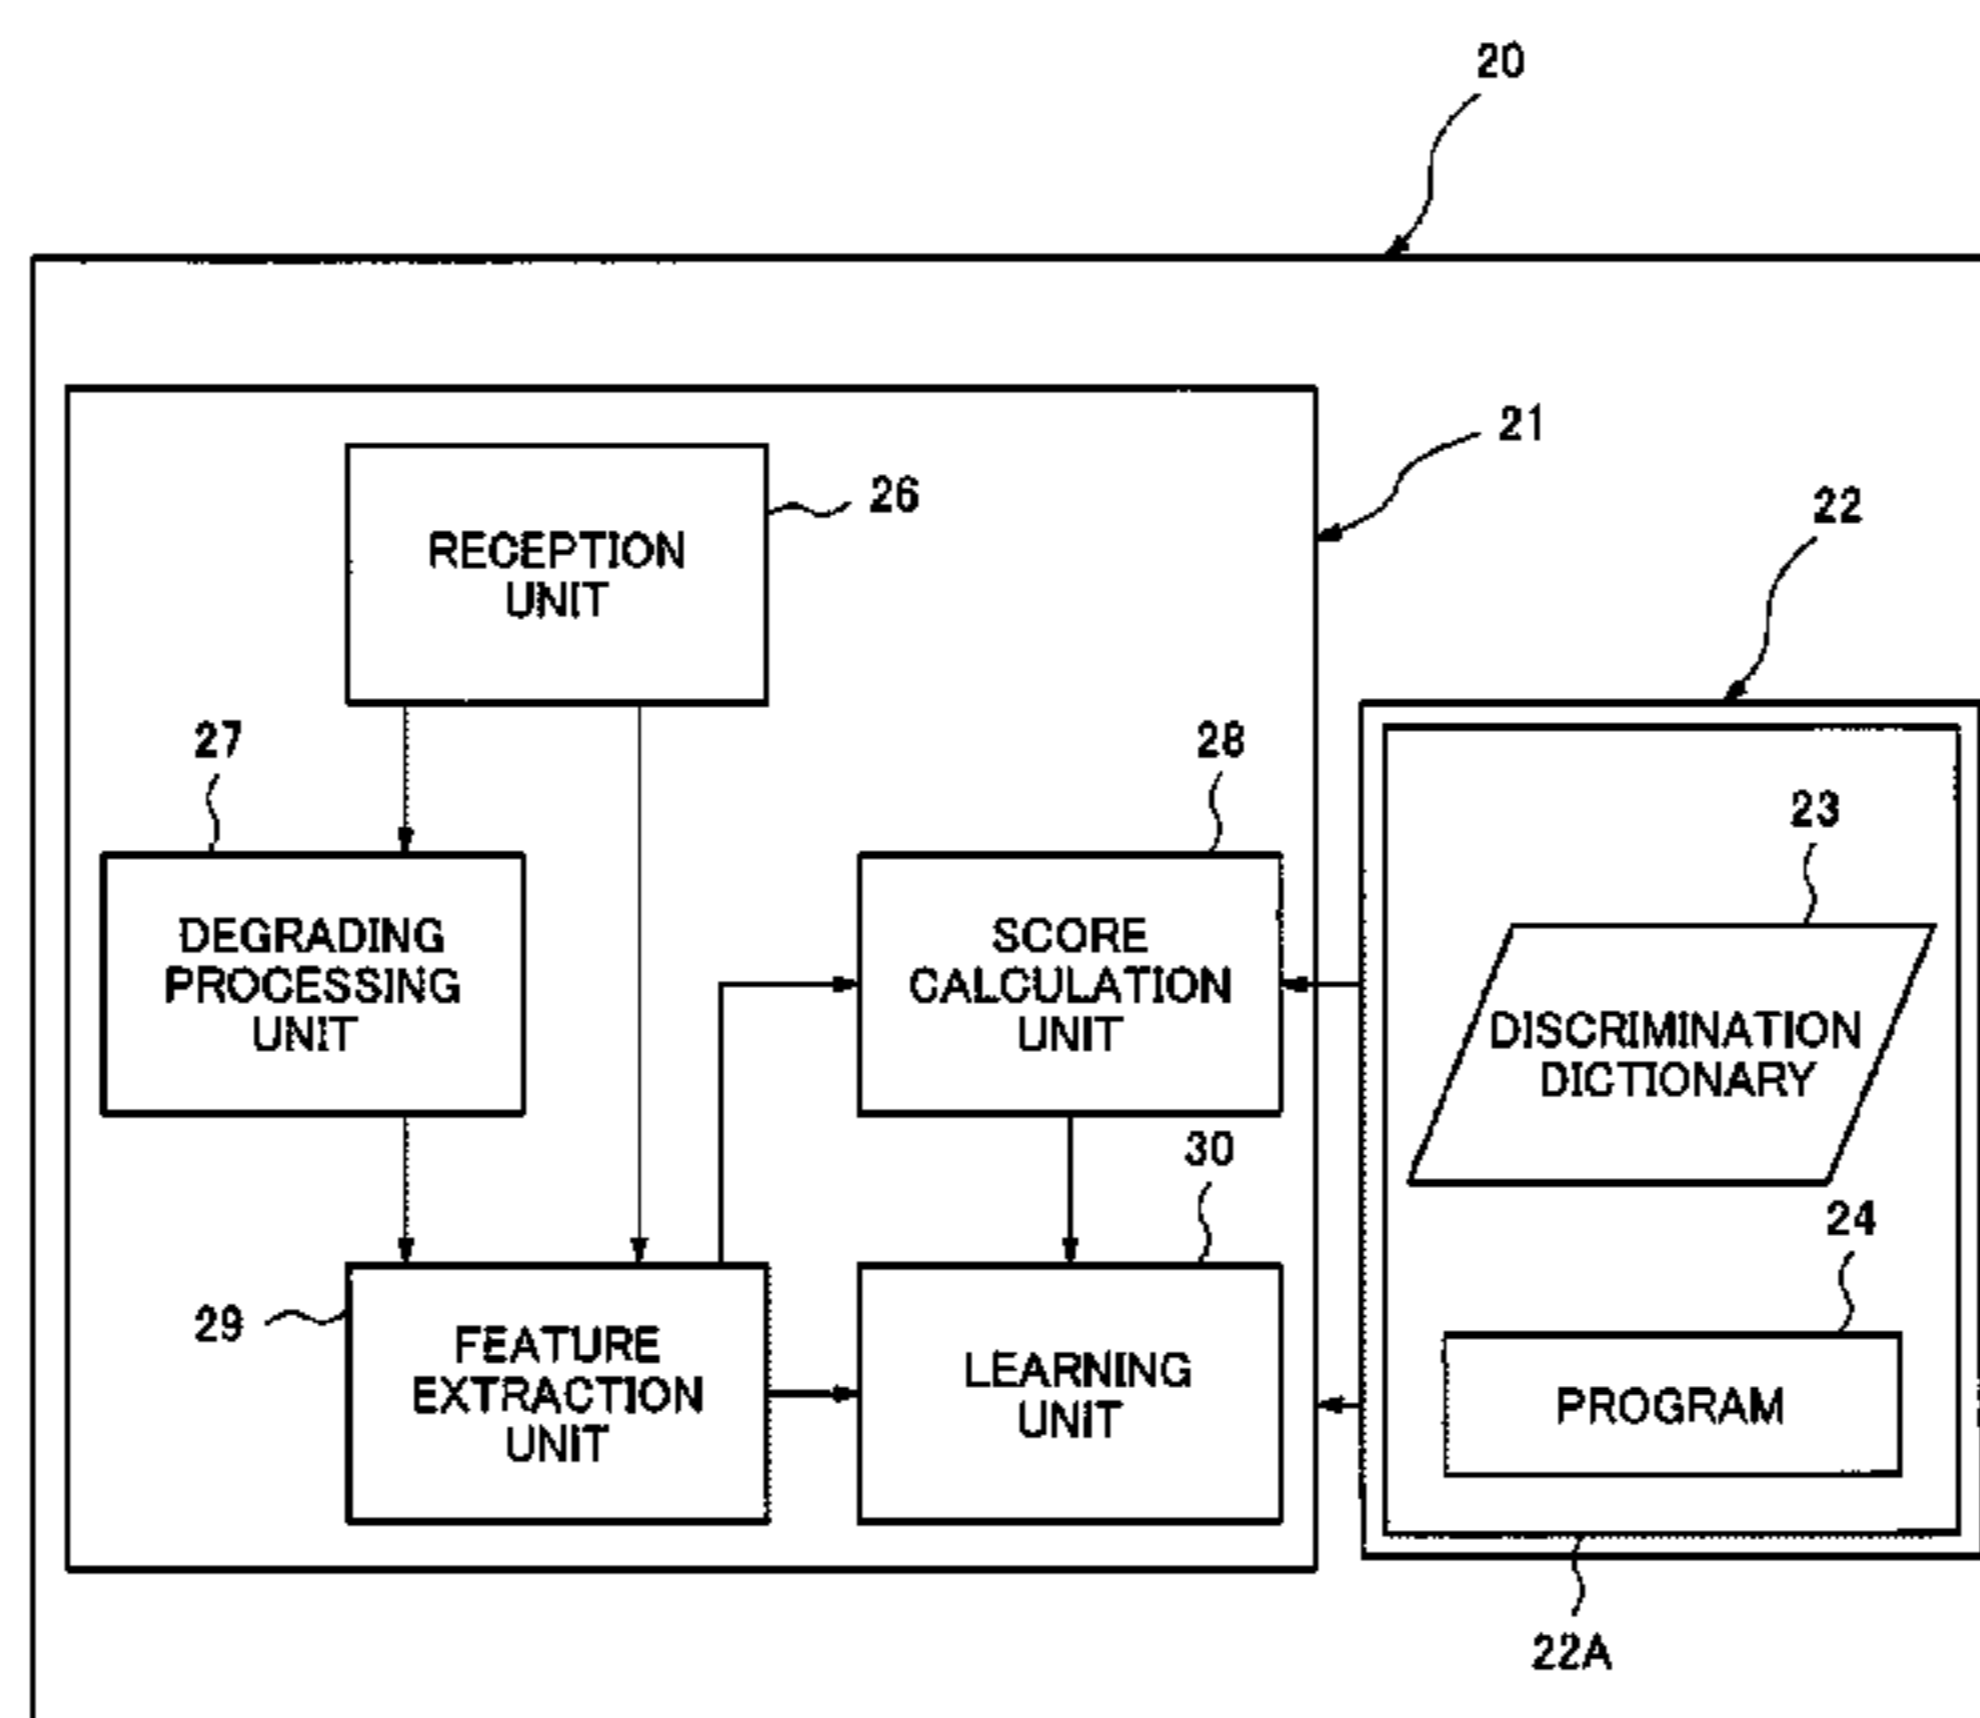 20
21
26
22
RECEPTION
UNIT
27
28
23
DEGRADING
PROCESSING
UNIT
SCORE
CALCULATION
UNIT
DISCRIMINATION
DICTIONARY
30
24
29
FEATURE
EXTRACTION
UNIT
LEARNING
UNIT
PROGRAM
22A